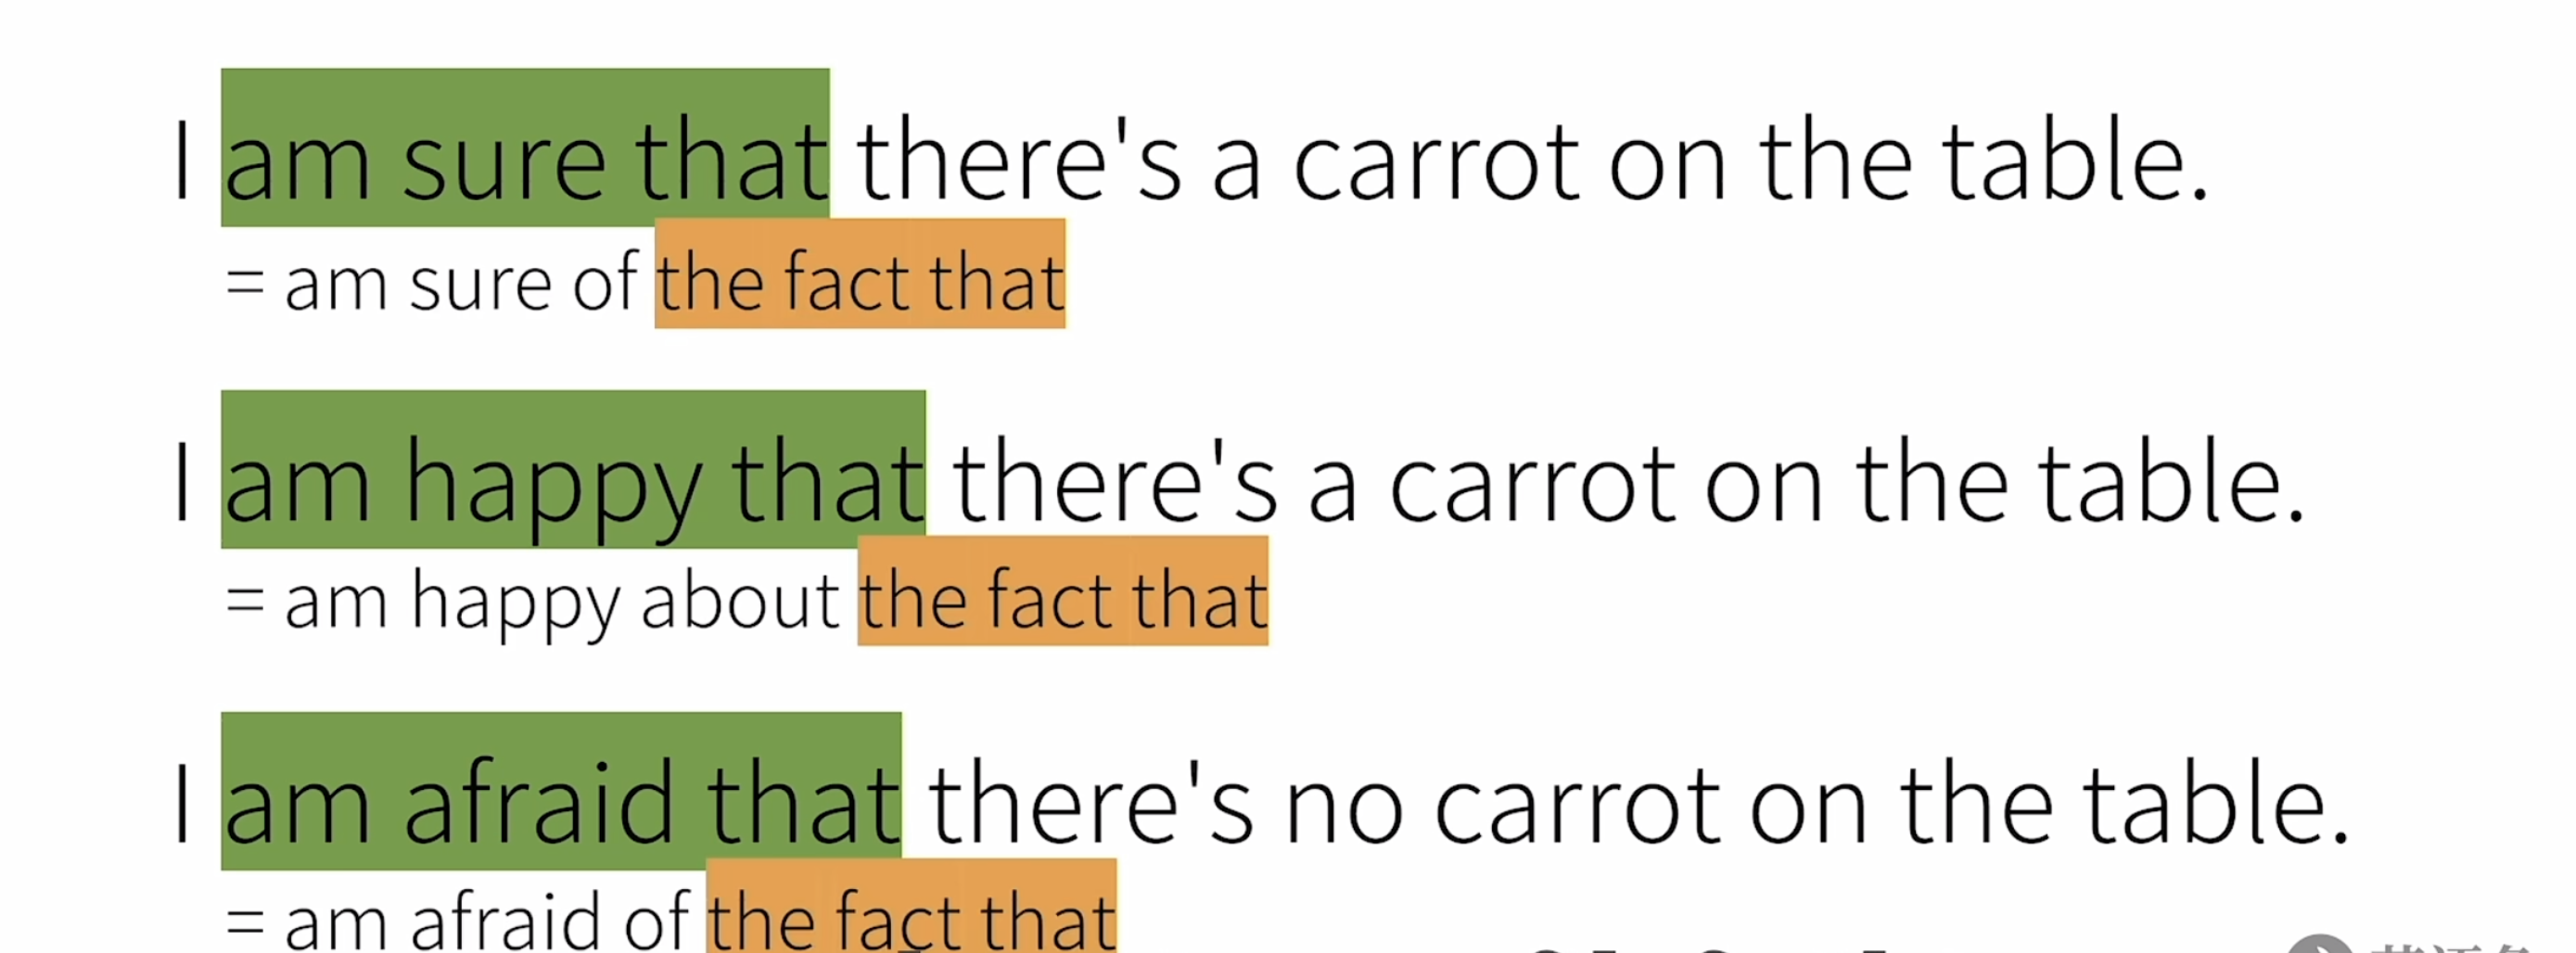 I am sure that there's a carrot on the table.
= am sure of the fact that
I am happy that there's a carrot on the table.
= am happy about the fact that
I am afraid that there's no carrot on the table.
= am afraid of the fact that